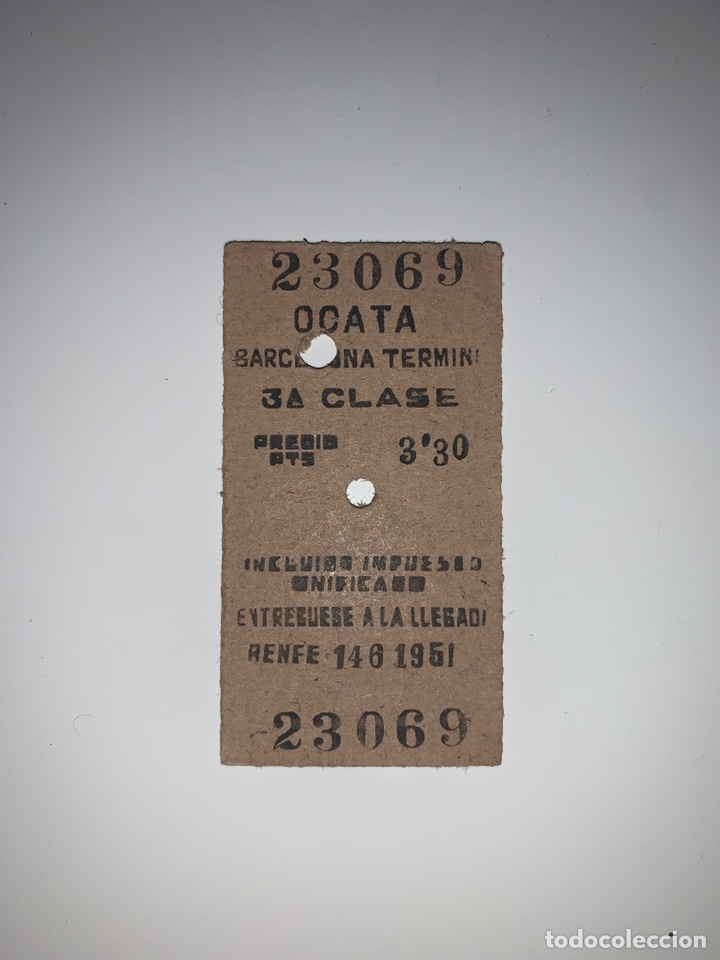 23069
OCATA
BARCELONA TERMINI
3A CLASE
PRECIO 3'30
PTS
INCLUIDO IMPUESTO
UNIFICADO
ENTREGUESE A LA LLEGADA
RENFE 146 1951
23069
todocoleccion